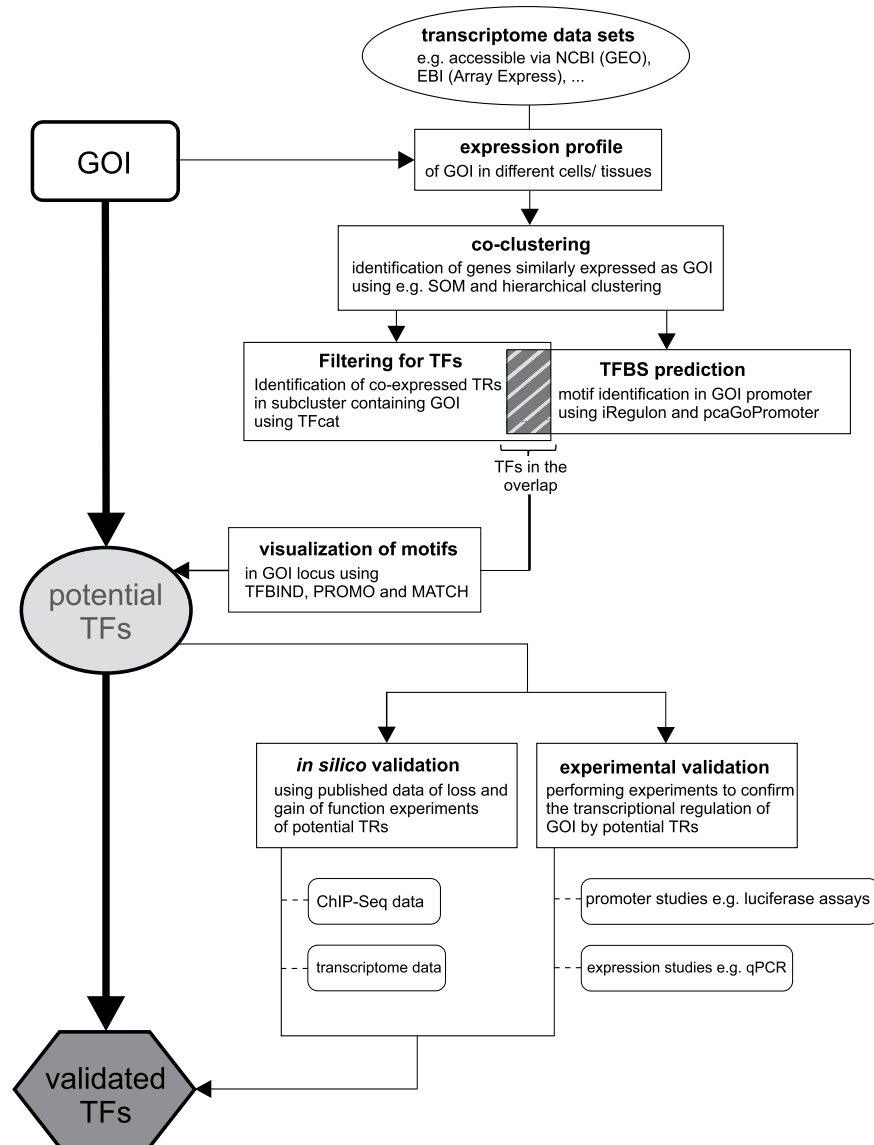 transcriptome data sets
e.g. accessible via NCBI (GEO),
EBI (Array Express), ...
GOI
expression profile
of GOI in different cells/ tissues
co-clustering
identification of genes similarly expressed as GOI
using e.g. SOM and hierarchical clustering
Filtering for TFs
Identification of co-expressed TRs
in subcluster containing GOI
using TFcat
TFBS prediction
motif identification in GOI promoter
using iRegulon and pcaGoPromoter
TFs in the
overlap
visualization of motifs
in GOI locus using
TFBIND, PROMO and MATCH
potential
TFs
in silico validation
using published data of loss and
gain of function experiments
of potential TRs
experimental validation
performing experiments to confirm
the transcriptional regulation of
GOI by potential TRs
ChIP-Seq data
transcriptome data
promoter studies e.g. luciferase assays
expression studies e.g. qPCR
validated
TFs